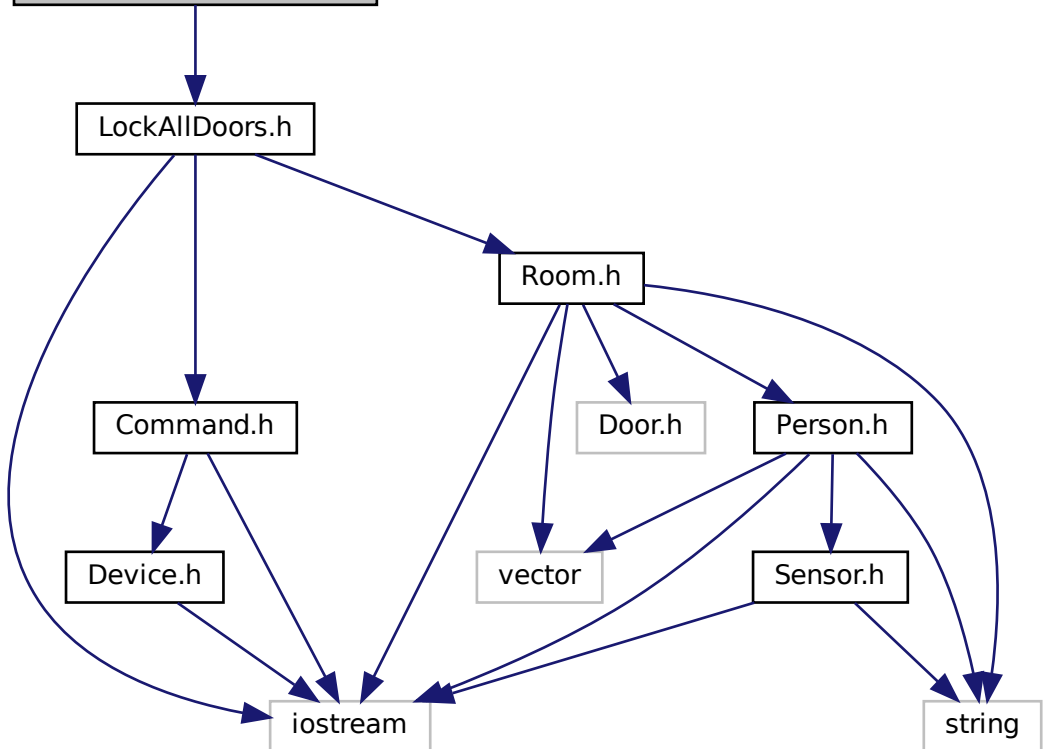 LockAllDoors.h
Room.h
Command.h
Door.h
Person.h
Device.h
vector
Sensor.h
iostream
string